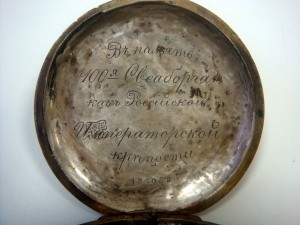 Въ память
100я Свеаборга
какъ Россійской
Императорской
крѣпости